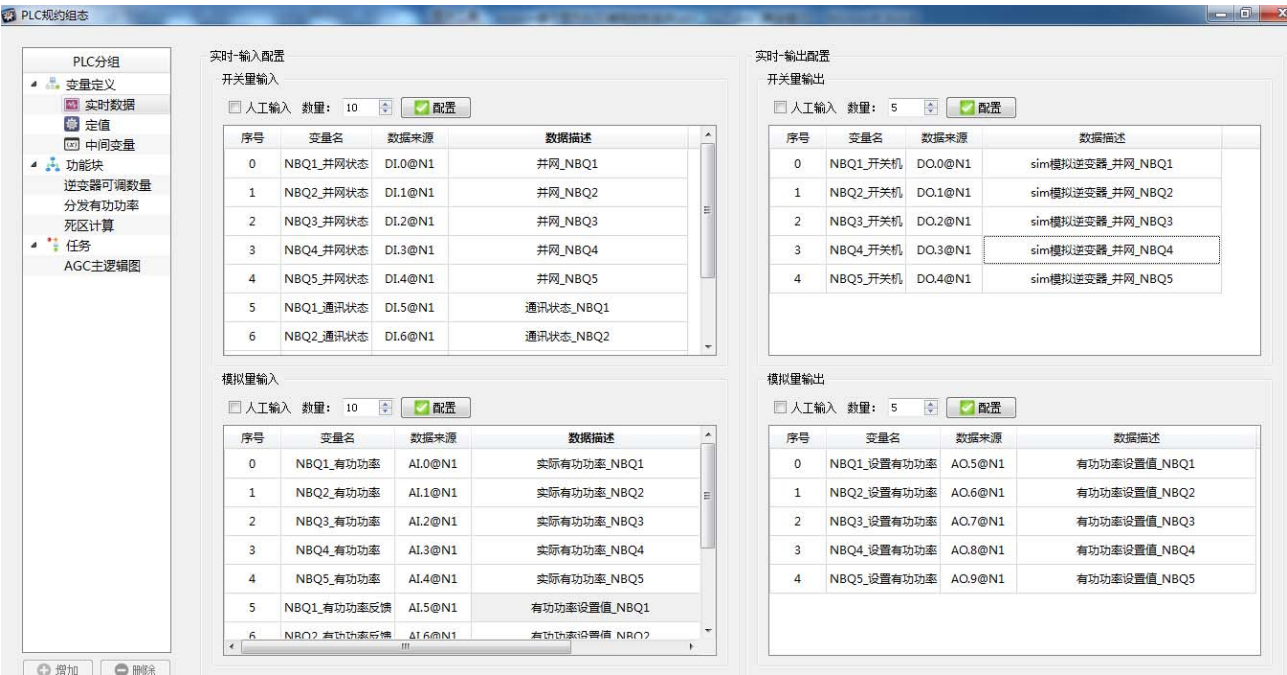 PLC规约组态
PLC分组
变量定义
实时数据
定值
中间变量
功能块
逆变器可调数量
分发有功功率
死区计算
任务
AGC主逻辑图
增加 删除
实时-输入配置
开关量输入
人工输入 数量： 10 配置
序号 变量名 数据来源 数据描述
0 NBQ1_并网状态 DI.0@N1 并网_NBQ1
1 NBQ2_并网状态 DI.1@N1 并网_NBQ2
2 NBQ3_并网状态 DI.2@N1 并网_NBQ3
3 NBQ4_并网状态 DI.3@N1 并网_NBQ4
4 NBQ5_并网状态 DI.4@N1 并网_NBQ5
5 NBQ1_通讯状态 DI.5@N1 通讯状态_NBQ1
6 NBQ2_通讯状态 DI.6@N1 通讯状态_NBQ2
模拟量输入
人工输入 数量： 10 配置
序号 变量名 数据来源 数据描述
0 NBQ1_有功功率 AI.0@N1 实际有功功率_NBQ1
1 NBQ2_有功功率 AI.1@N1 实际有功功率_NBQ2
2 NBQ3_有功功率 AI.2@N1 实际有功功率_NBQ3
3 NBQ4_有功功率 AI.3@N1 实际有功功率_NBQ4
4 NBQ5_有功功率 AI.4@N1 实际有功功率_NBQ5
5 NBQ1_有功功率反馈 AI.5@N1 有功功率设置值_NBQ1
6 NBQ2_有功功率反馈 AI.6@N1 有功功率设置值_NBQ2
实时-输出配置
开关量输出
人工输入 数量： 5 配置
序号 变量名 数据来源 数据描述
0 NBQ1_开关机 DO.0@N1 sim模拟逆变器_并网_NBQ1
1 NBQ2_开关机 DO.1@N1 sim模拟逆变器_并网_NBQ2
2 NBQ3_开关机 DO.2@N1 sim模拟逆变器_并网_NBQ3
3 NBQ4_开关机 DO.3@N1 sim模拟逆变器_并网_NBQ4
4 NBQ5_开关机 DO.4@N1 sim模拟逆变器_并网_NBQ5
模拟量输出
人工输入 数量： 5 配置
序号 变量名 数据来源 数据描述
0 NBQ1_设置有功功率 AO.5@N1 有功功率设置值_NBQ1
1 NBQ2_设置有功功率 AO.6@N1 有功功率设置值_NBQ2
2 NBQ3_设置有功功率 AO.7@N1 有功功率设置值_NBQ3
3 NBQ4_设置有功功率 AO.8@N1 有功功率设置值_NBQ4
4 NBQ5_设置有功功率 AO.9@N1 有功功率设置值_NBQ5